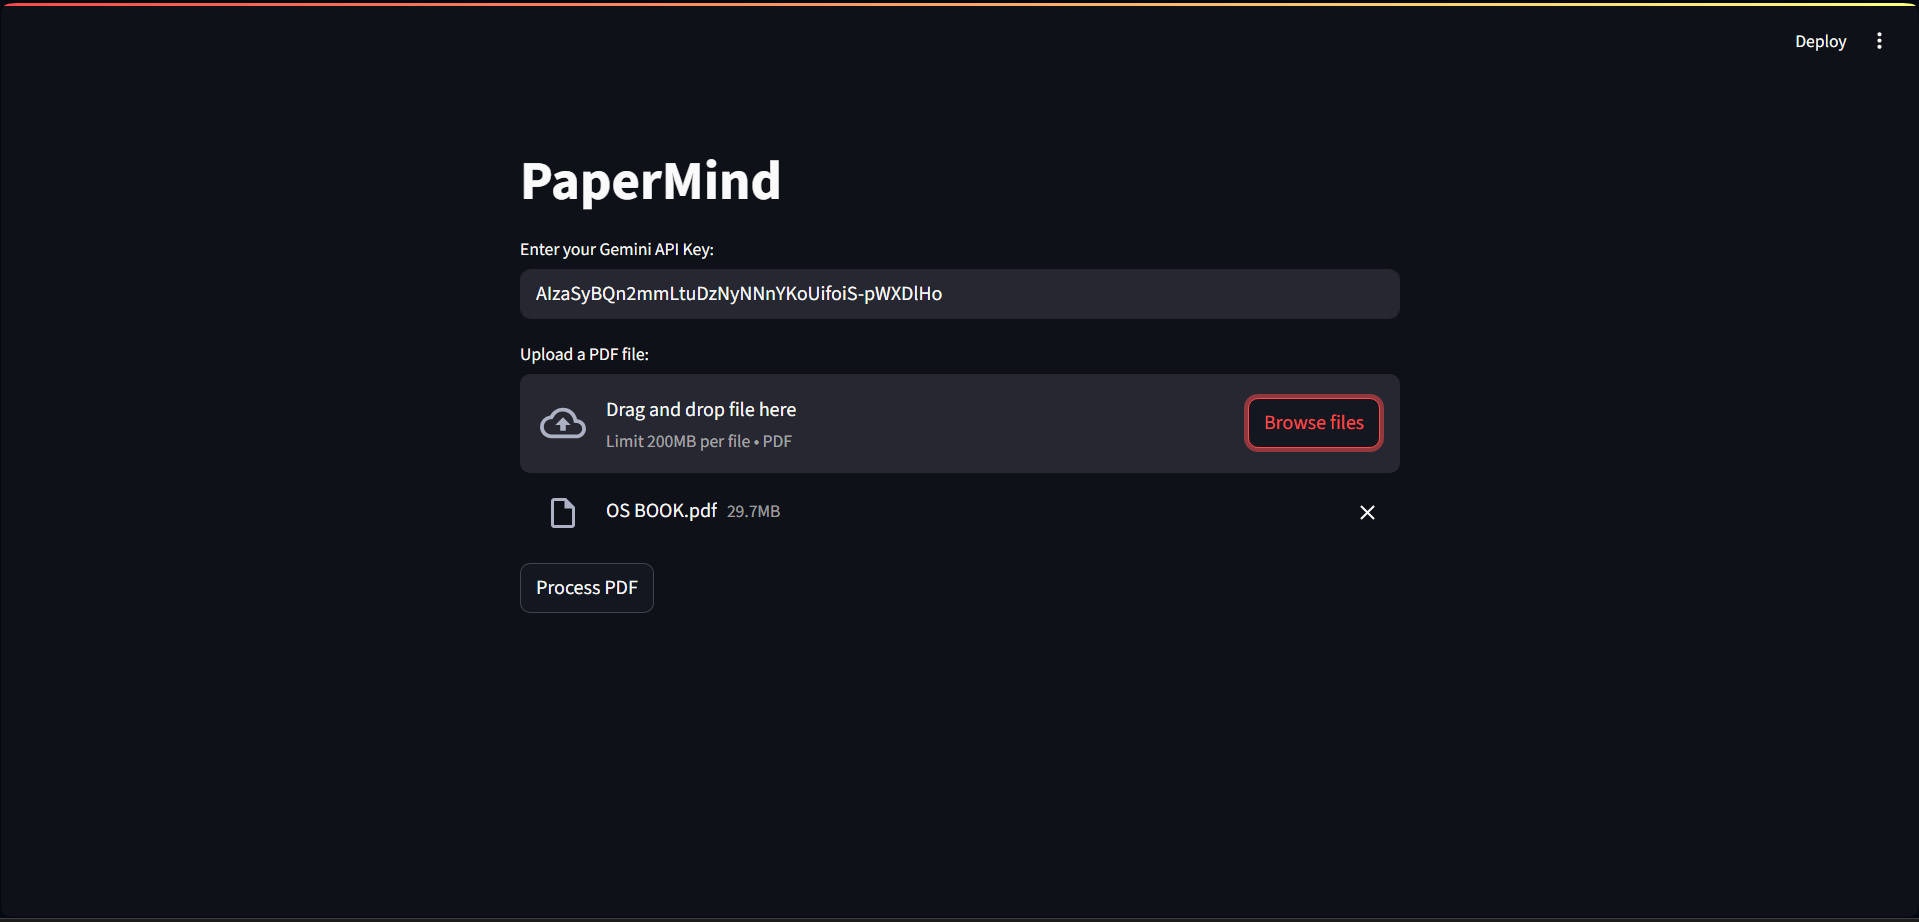 Deploy
PaperMind
Enter your Gemini API Key:
AIzaSyBQn2mmLtuDzNyNNnYKoUifoiS-pWXDlHo
Upload a PDF file:
Drag and drop file here
Limit 200MB per file • PDF
Browse files
OS BOOK.pdf 29.7MB
Process PDF